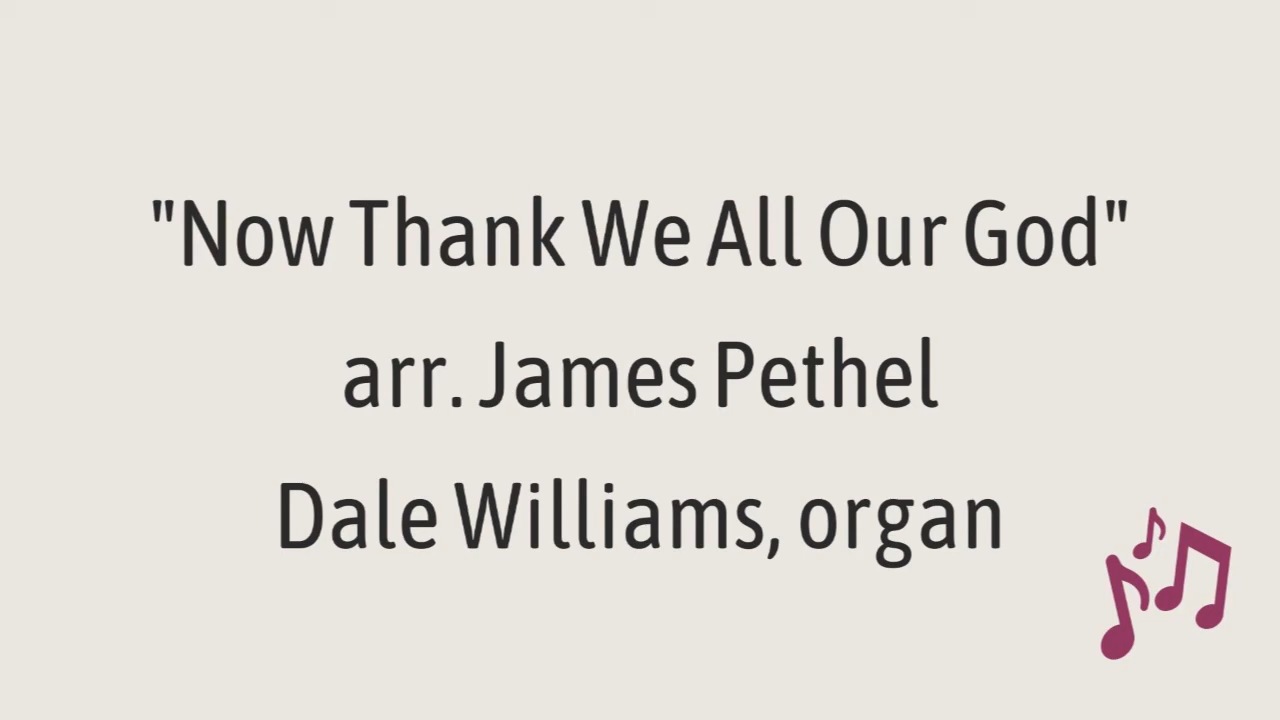 "Now Thank We All Our God"
arr. James Pethel
Dale Williams, organ